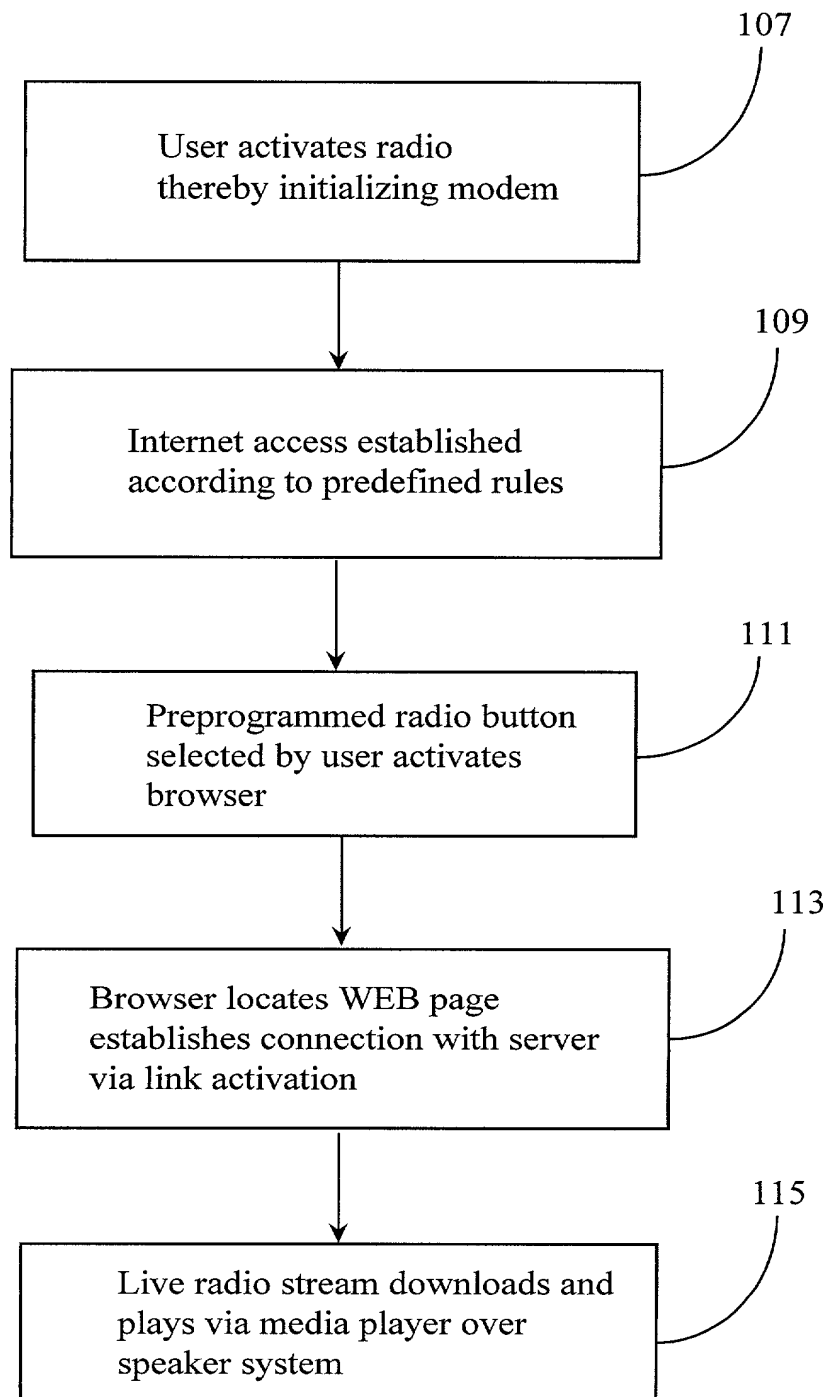 107
User activates radio
thereby initializing modem
109
Internet access established
according to predefined rules
111
Preprogrammed radio button
selected by user activates
browser
113
Browser locates WEB page
establishes connection with server
via link activation
115
Live radio stream downloads and
plays via media player over
speaker system